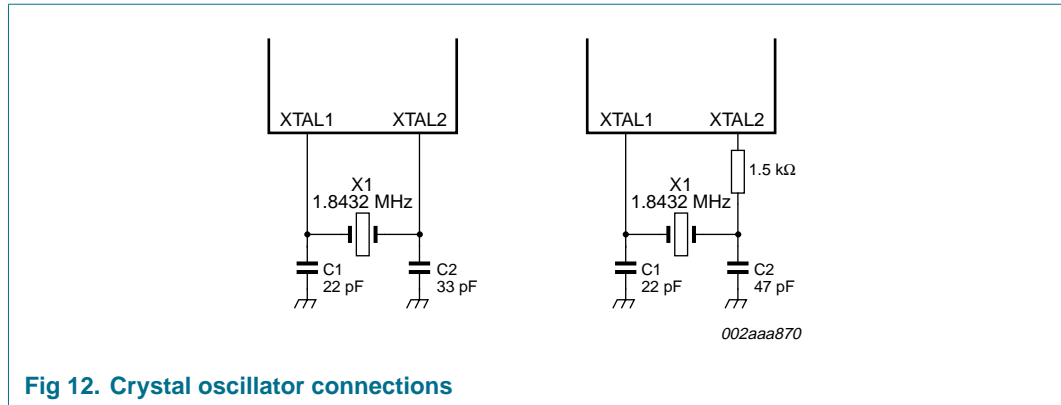 XTAL1 XTAL2
X1
1.8432 MHz
C1
22 pF
C2
33 pF
XTAL1 XTAL2
1.5 kΩ
X1
1.8432 MHz
C1
22 pF
C2
47 pF
002aaa870
Fig 12. Crystal oscillator connections